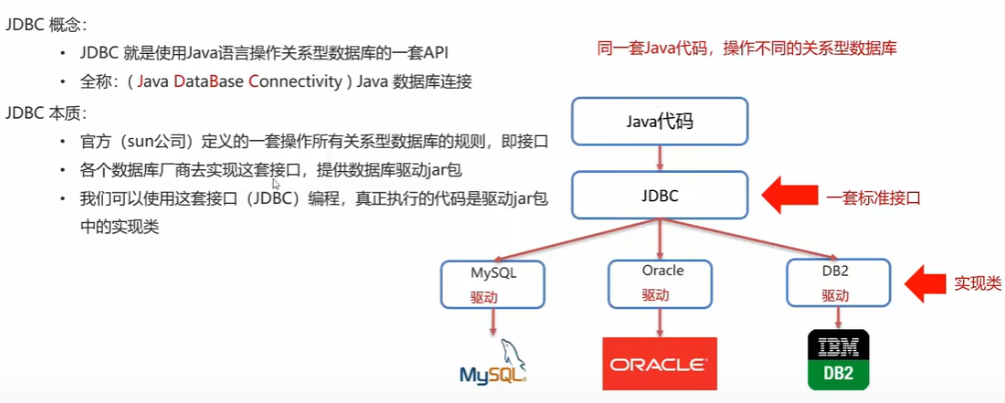 JDBC 概念：
• JDBC 就是使用Java语言操作关系型数据库的一套API
• 全称：( Java DataBase Connectivity ) Java 数据库连接
JDBC 本质：
• 官方（sun公司）定义的一套操作所有关系型数据库的规则，即接口
• 各个数据库厂商去实现这套接口，提供数据库驱动jar包
• 我们可以使用这套接口（JDBC）编程，真正执行的代码是驱动jar包
中的实现类
同一套Java代码，操作不同的关系型数据库
Java代码
JDBC
一套标准接口
MySQL
驱动
Oracle
驱动
DB2
驱动
实现类
MySQL
ORACLE
IBM
DB2